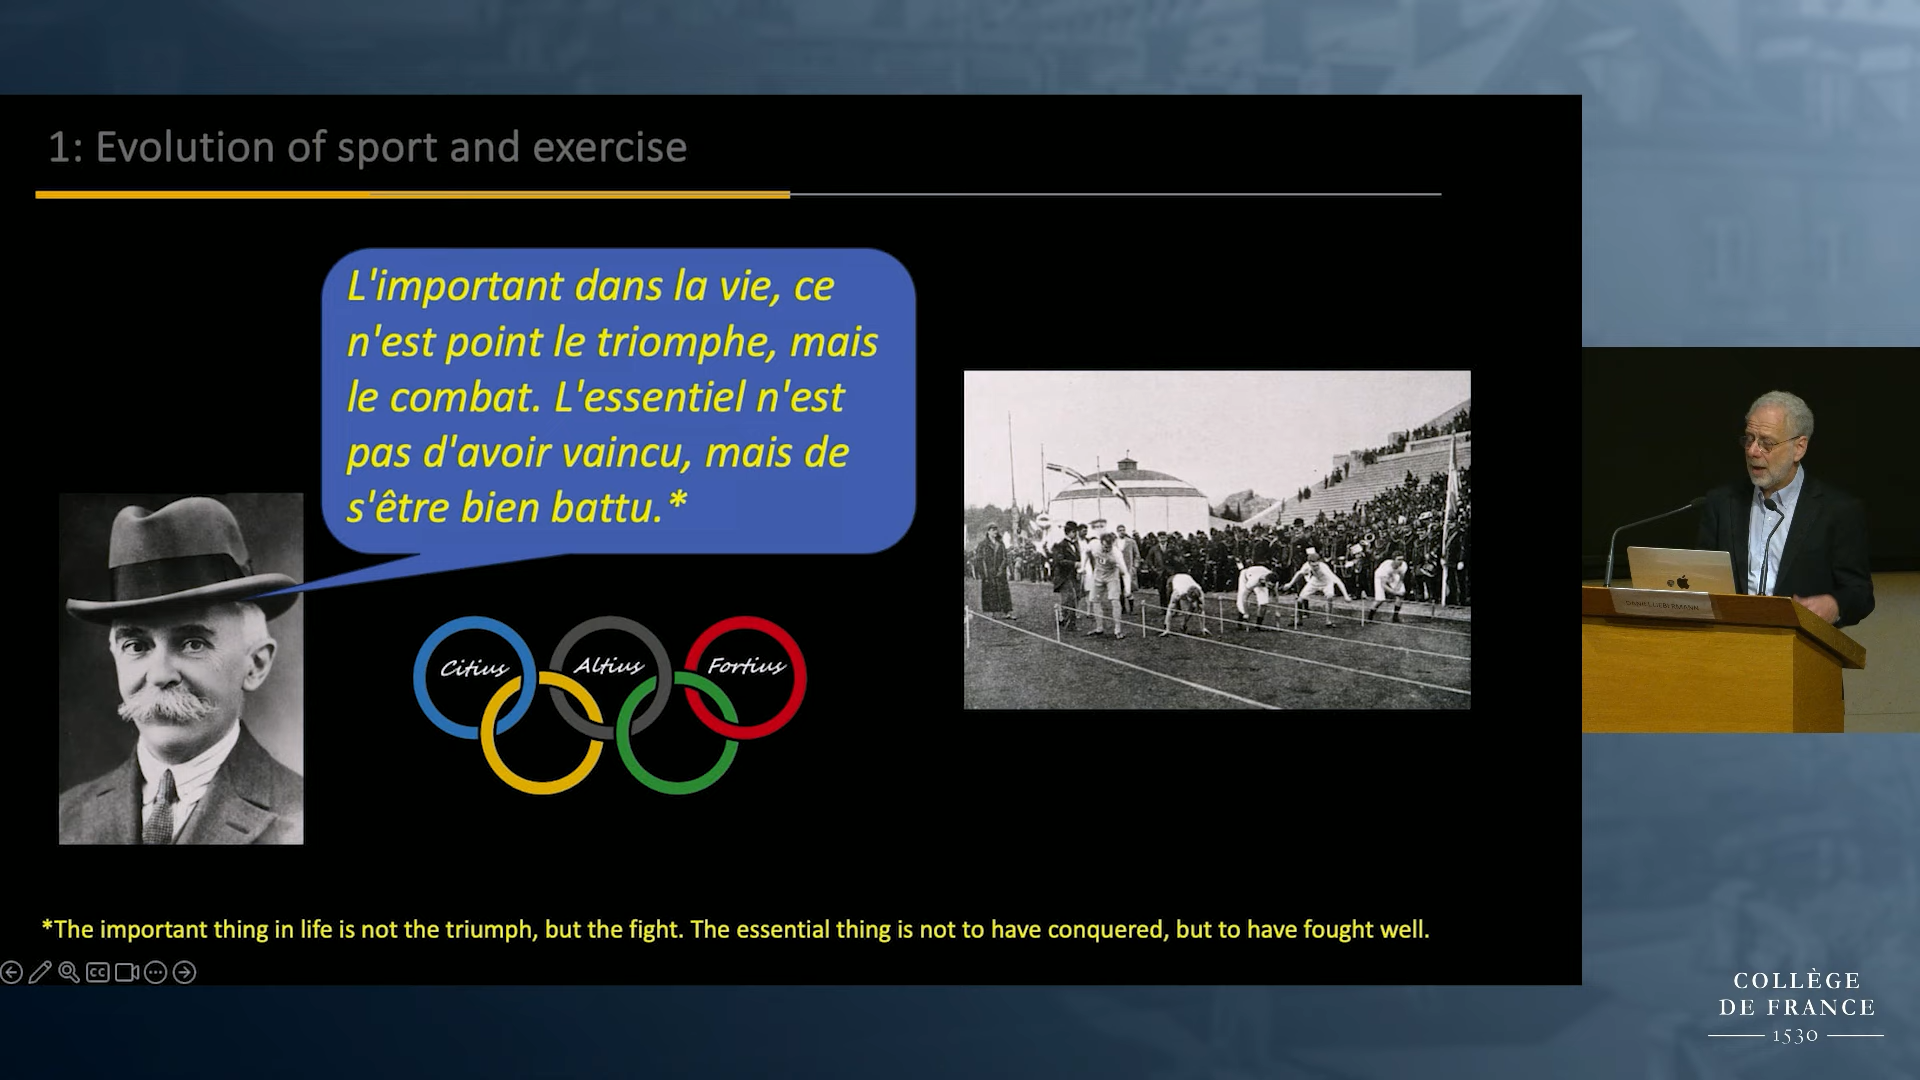 1: Evolution of sport and exercise
L'important dans la vie, ce
n'est point le triomphe, mais
le combat. L'essentiel n'est
pas d'avoir vaincu, mais de
s'être bien battu.*
Citius Altius Fortius
*The important thing in life is not the triumph, but the fight. The essential thing is not to have conquered, but to have fought well.
CC
COLLÈGE
DE FRANCE
1530